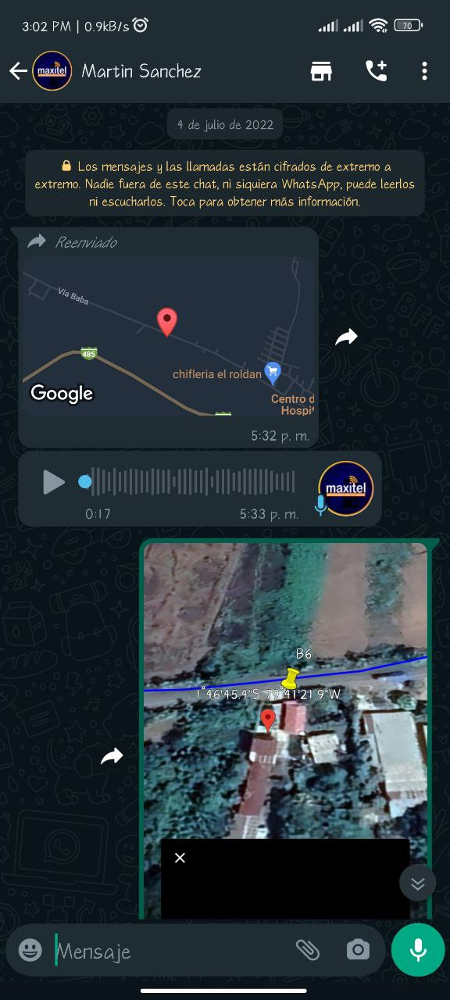 3:02 PM | 0.9kB/s
70
maxitel
Martin Sanchez
4 de julio de 2022
Los mensajes y las llamadas están cifrados de extremo a
extremo. Nadie fuera de este chat, ni siquiera WhatsApp, puede leerlos
ni escucharlos. Toca para obtener más información.
Reenviado
Vía Baba
485
chifleria el roldan
Google
Centro d
Hospit
5:32 p. m.
maxitel
0:17
5:33 p. m.
B6
1°46'45.4"S 79°41'21.9"W
Mensaje